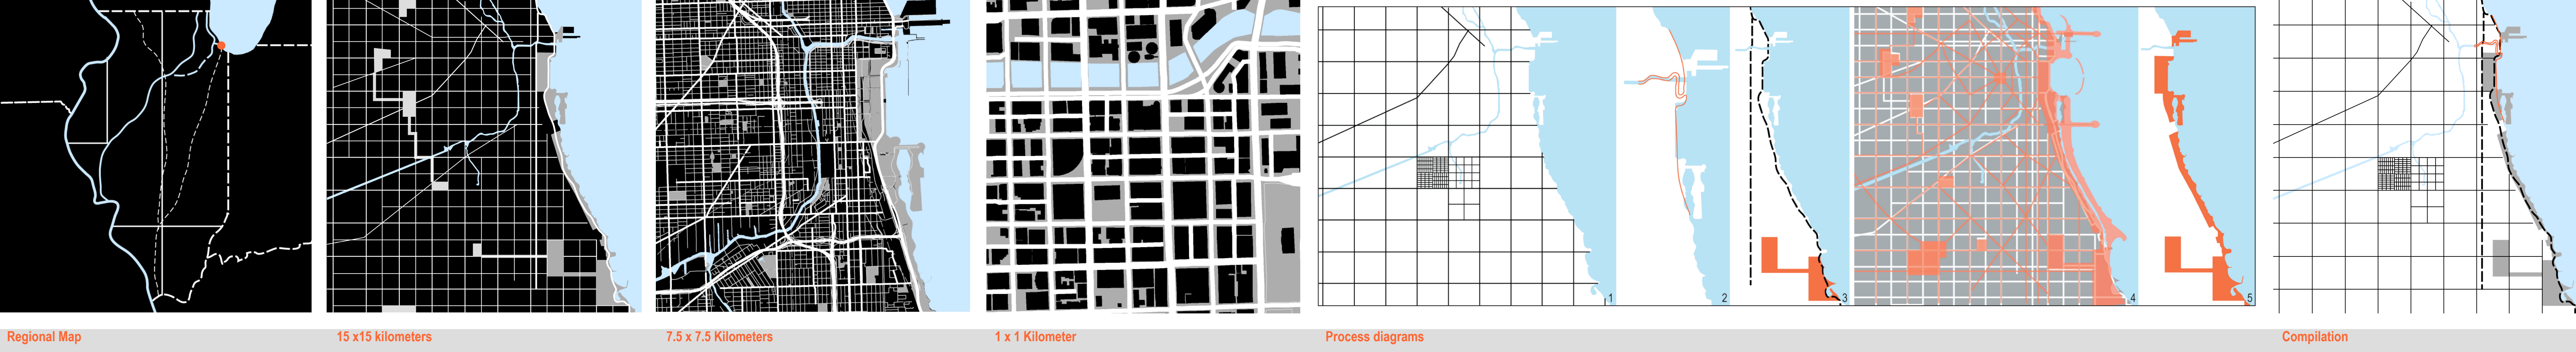 1
2
3
4
5
Regional Map
15 x15 kilometers
7.5 x 7.5 Kilometers
1 x 1 Kilometer
Process diagrams
Compilation